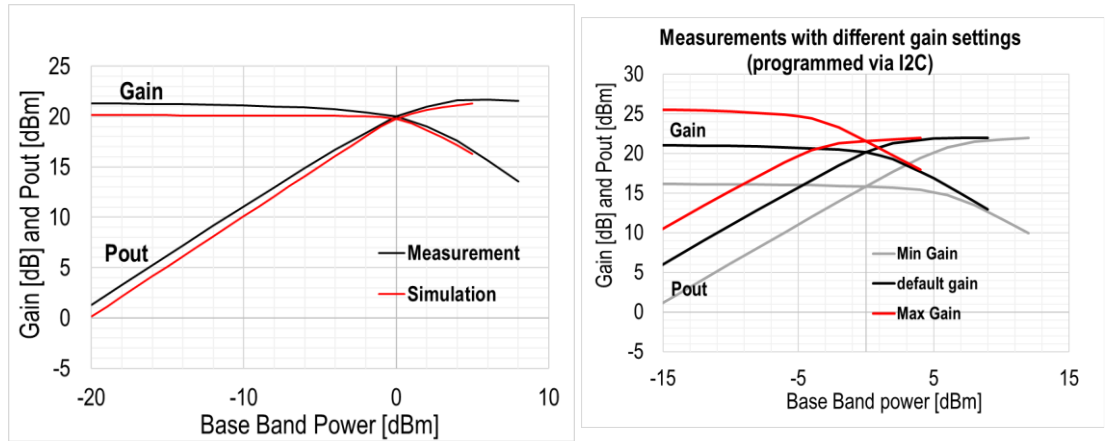 25
20
15
10
5
0
-5
-20
-10
0
10
Gain [dB] and Pout [dBm]
Base Band Power [dBm]
Gain
Pout
Measurement
Simulation
Measurements with different gain settings
(programmed via I2C)
30
25
20
15
10
5
0
-5
-15
-5
5
15
Gain [dB] and Pout [dBm]
Base Band power [dBm]
Gain
Pout
Min Gain
default gain
Max Gain